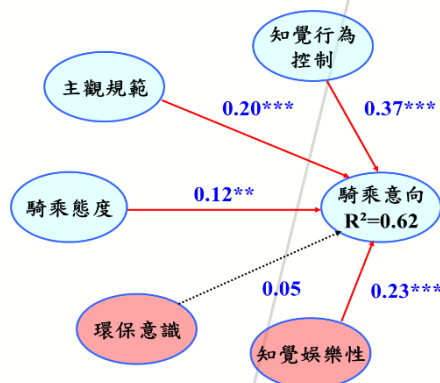 知覺行為
控制
主觀規範
0.20***
0.37***
騎乘態度
0.12**
騎乘意向
R²=0.62
0.05
0.23***
環保意識
知覺娛樂性